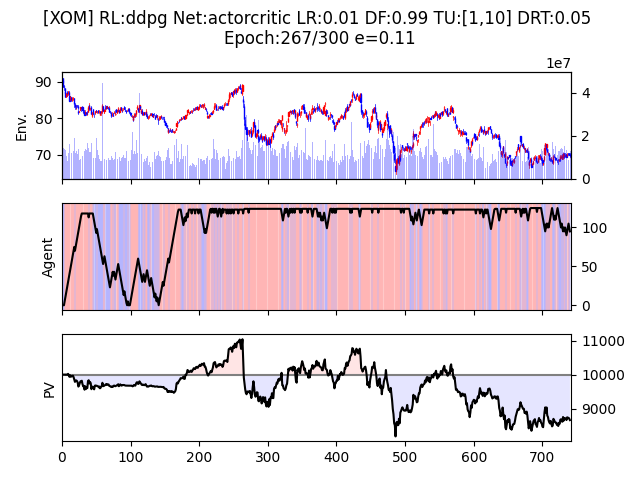 [XOM] RL:ddpg Net:actorcritic LR:0.01 DF:0.99 TU:[1,10] DRT:0.05
Epoch:267/300 e=0.11
1e7
Env.
90
80
70
4
2
0
Agent
100
50
0
PV
11000
10000
9000
0 100 200 300 400 500 600 700